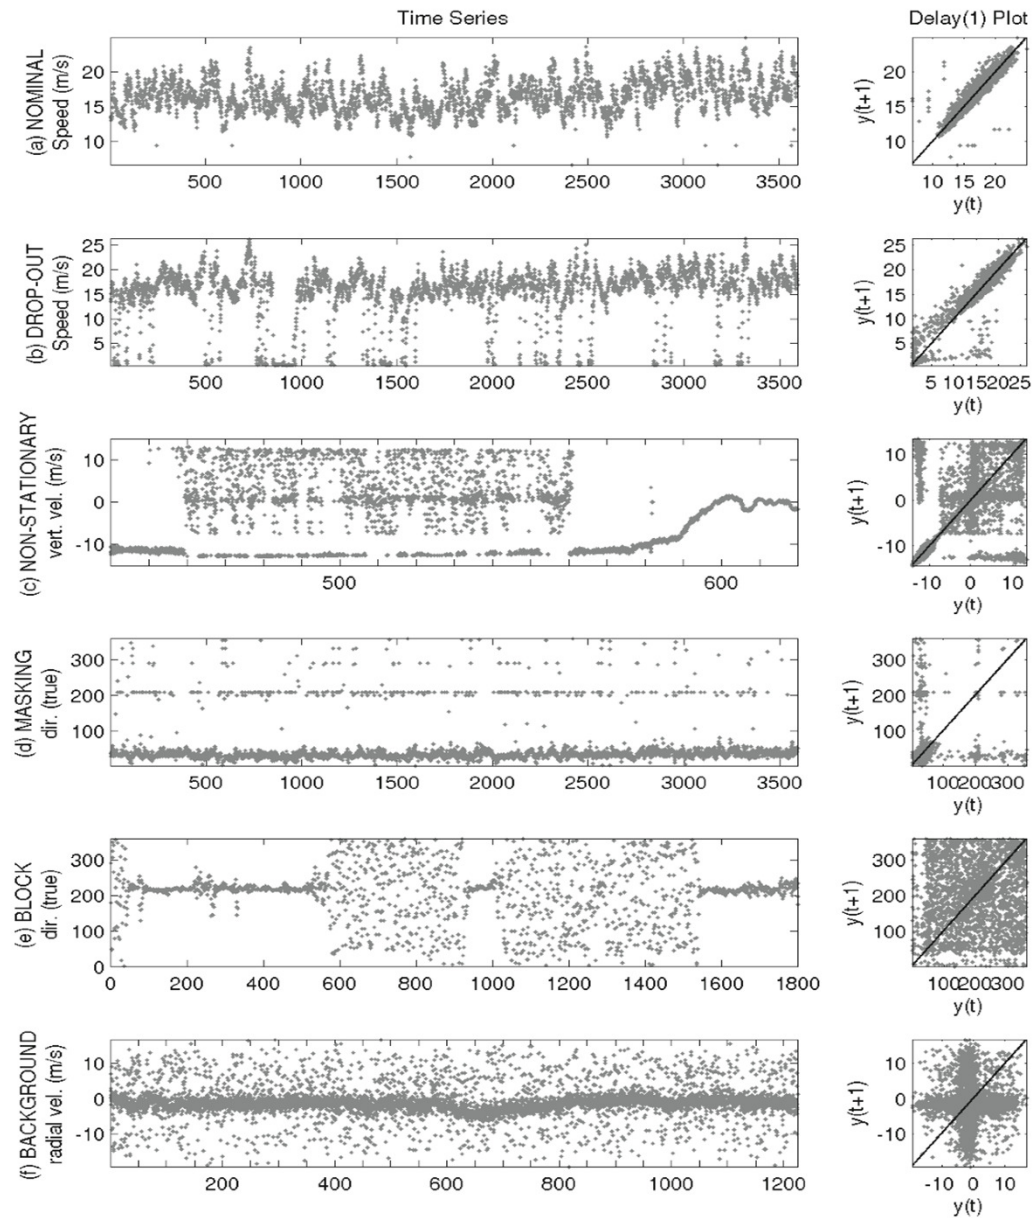 Time Series
Delay(1) Plot
(a) NOMINAL
Speed (m/s)
20
15
10
500 1000 1500 2000 2500 3000 3500
y(t+1)
20
15
10
10 15 20
y(t)
(b) DROP-OUT
Speed (m/s)
25
20
15
10
5
500 1000 1500 2000 2500 3000 3500
y(t+1)
25
20
15
10
5
5 10 15 20 25
y(t)
(c) NON-STATIONARY
vert. vel. (m/s)
10
0
-10
500 600
y(t+1)
10
0
-10
-10 0 10
y(t)
(d) MASKING
dir. (true)
300
200
100
500 1000 1500 2000 2500 3000 3500
y(t+1)
300
200
100
100 200 300
y(t)
(e) BLOCK
dir. (true)
300
200
100
0
0 200 400 600 800 1000 1200 1400 1600 1800
y(t+1)
300
200
100
100 200 300
y(t)
(f) BACKGROUND
radial vel. (m/s)
10
0
-10
200 400 600 800 1000 1200
y(t+1)
10
0
-10
-10 0 10
y(t)